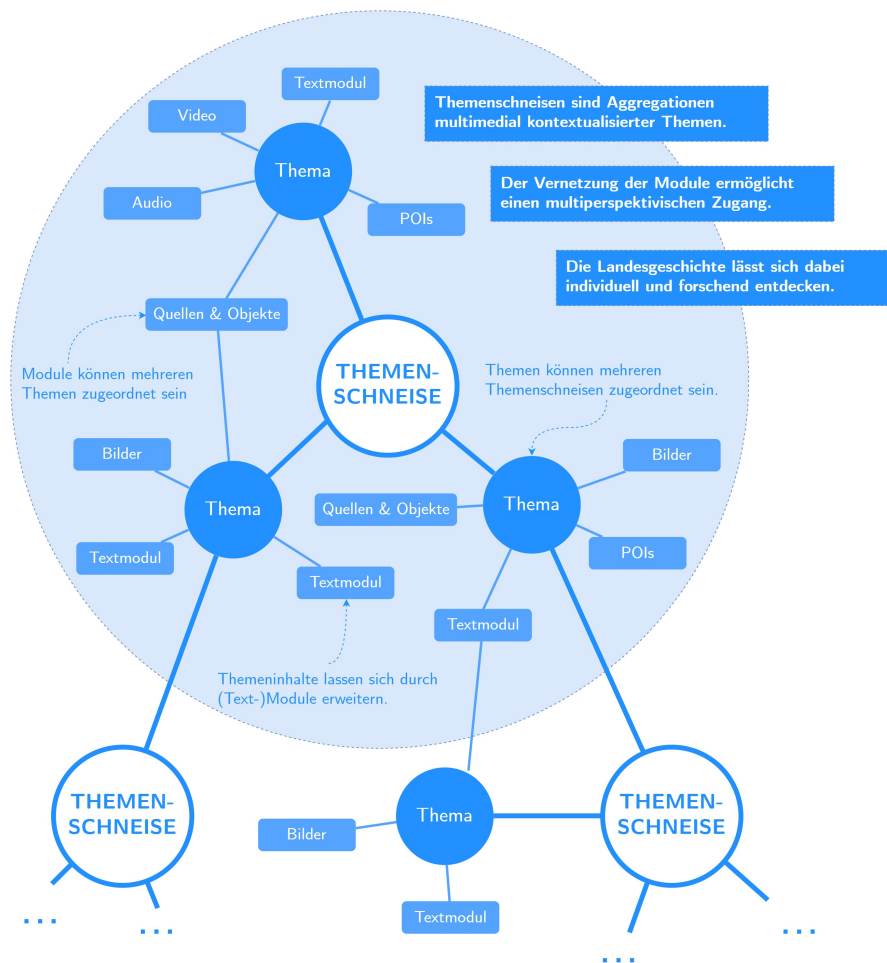 Textmodul
Themenschneisen sind Aggregationen
multimedial kontextualisierter Themen.
Video
Thema
Der Vernetzung der Module ermöglicht
einen multiperspektivischen Zugang.
Audio
POIs
Die Landesgeschichte lässt sich dabei
individuell und forschend entdecken.
Quellen & Objekte
Module können mehreren
Themen zugeordnet sein
THEMEN-
SCHNEISE
Themen können mehreren
Themenschneisen zugeordnet sein.
Bilder
Thema
Textmodul
Textmodul
Bilder
Quellen & Objekte
Thema
POIs
Textmodul
Themeninhalte lassen sich durch
(Text-)Module erweitern.
THEMEN-
SCHNEISE
Thema
Bilder
Textmodul
THEMEN-
SCHNEISE
...
...
...
...